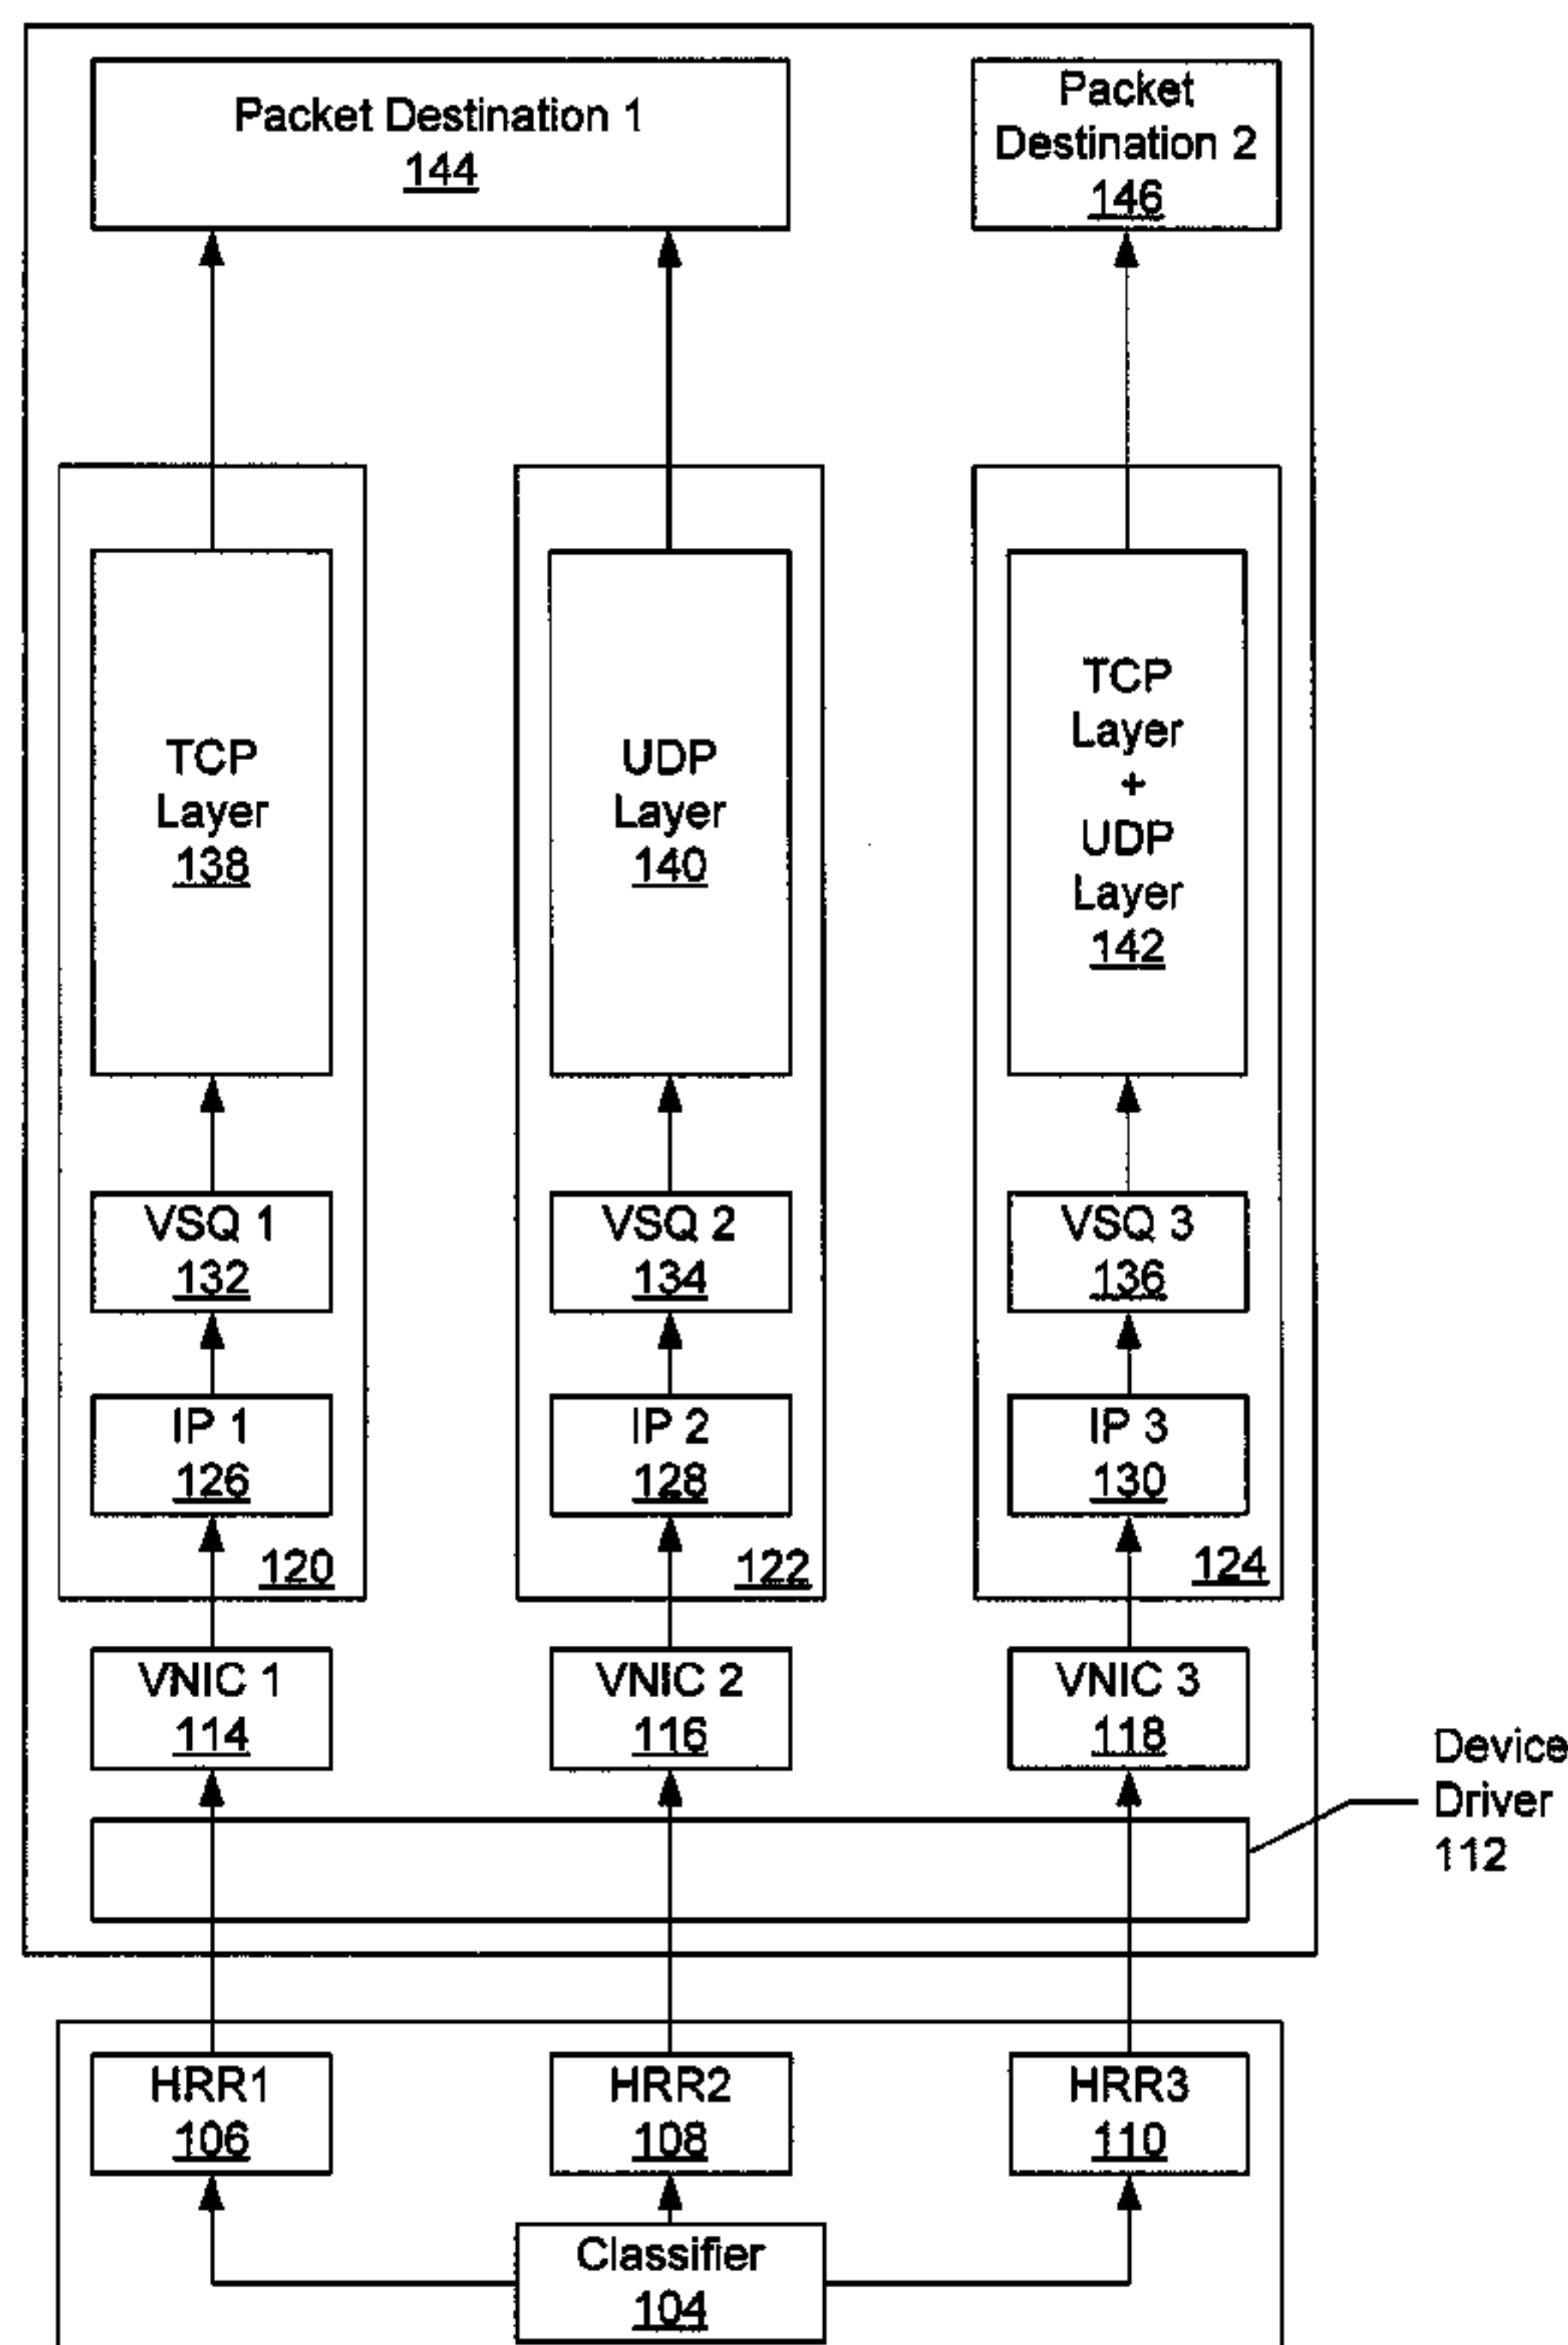 Packet Destination 1
144
Packet
Destination 2
146
TCP
Layer
138
UDP
Layer
140
TCP
Layer
+
UDP
Layer
142
VSQ 1
132
VSQ 2
134
VSQ 3
136
IP 1
126
IP 2
128
IP 3
130
120
122
124
VNIC 1
114
VNIC 2
116
VNIC 3
118
Device
Driver
112
HRR1
106
HRR2
108
HRR3
110
Classifier
104